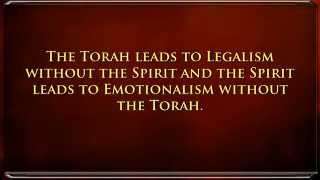 The Torah leads to Legalism
without the Spirit and the Spirit
leads to Emotionalism without
the Torah.